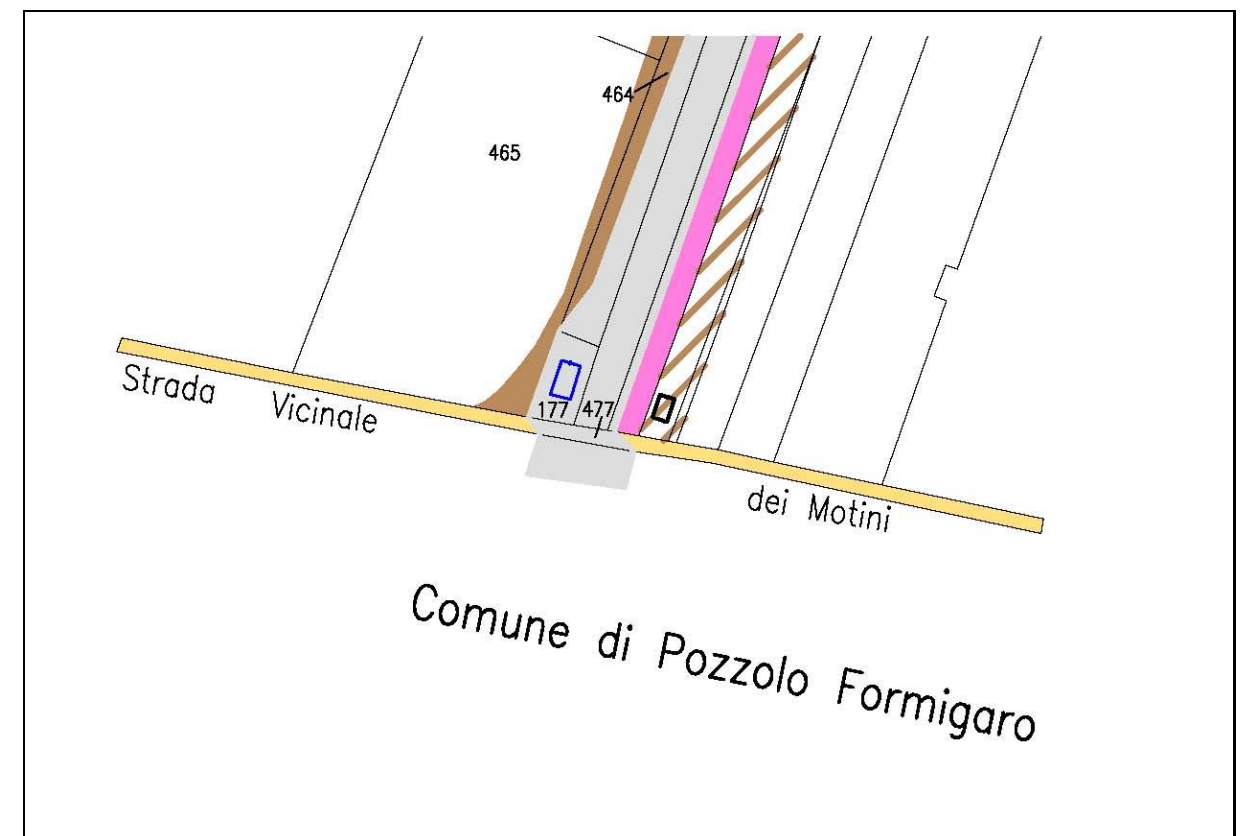 464
465
Strada Vicinale
177 477
dei Motini
Comune di Pozzolo Formigaro